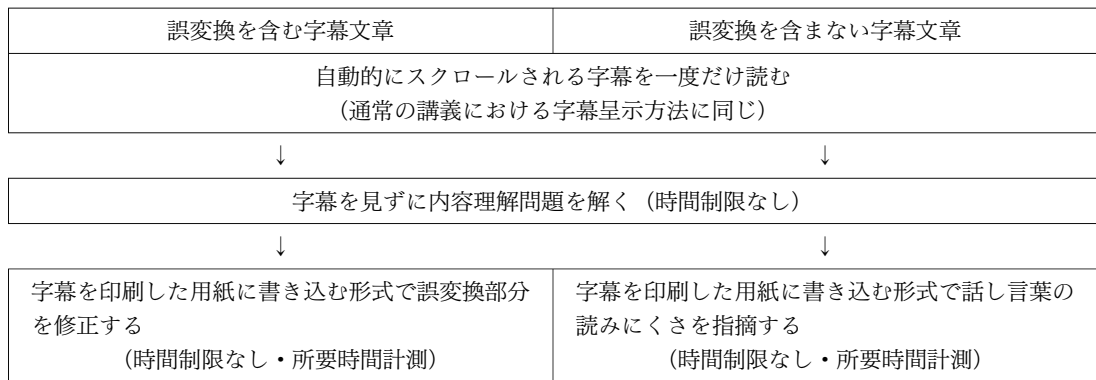 誤変換を含む字幕文章
誤変換を含まない字幕文章
自動的にスクロールされる字幕を一度だけ読む
（通常の講義における字幕呈示方法に同じ）
↓
↓
字幕を見ずに内容理解問題を解く（時間制限なし）
↓
↓
字幕を印刷した用紙に書き込む形式で誤変換部分
を修正する
（時間制限なし・所要時間計測）
字幕を印刷した用紙に書き込む形式で話し言葉の
読みにくさを指摘する
（時間制限なし・所要時間計測）